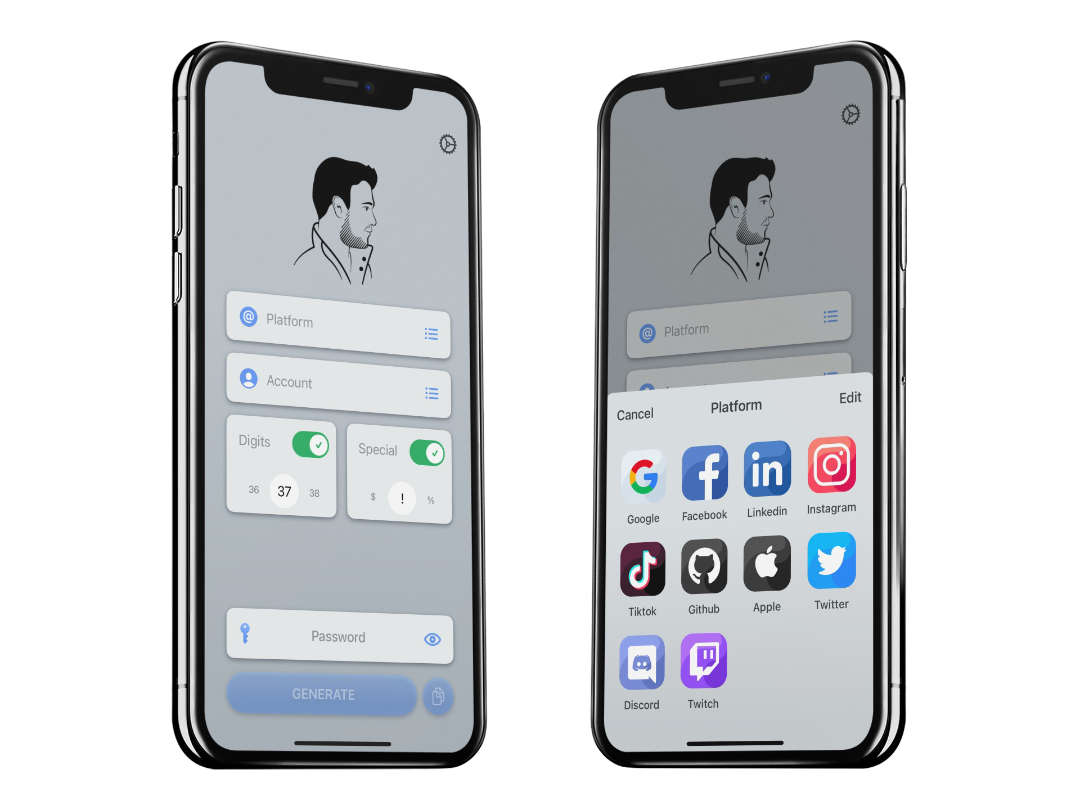 Platform
Account
Digits
36 37 38
Special
$ ! %
Password
GENERATE
Platform
Cancel Platform Edit
Google Facebook Linkedin Instagram
Tiktok Github Apple Twitter
Discord Twitch